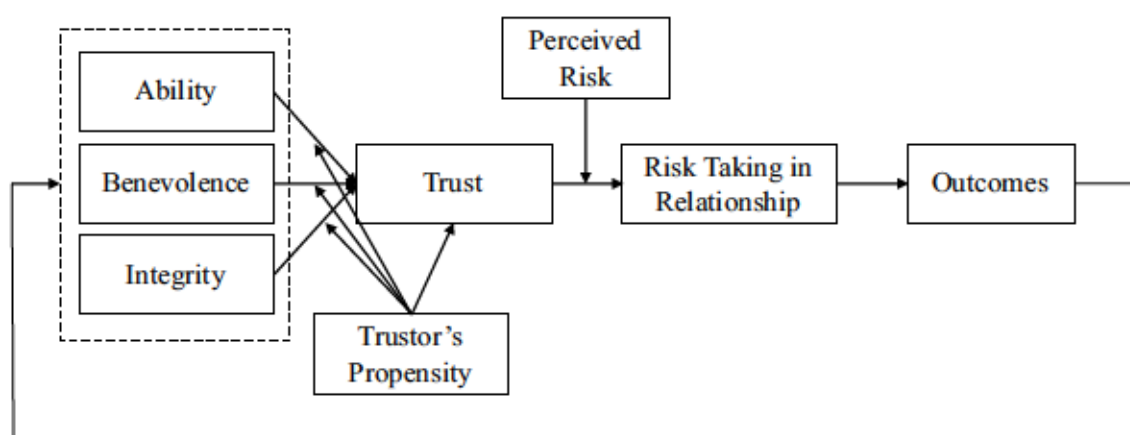 Ability
Benevolence
Integrity
Trust
Trustor’s
Propensity
Perceived
Risk
Risk Taking in
Relationship
Outcomes